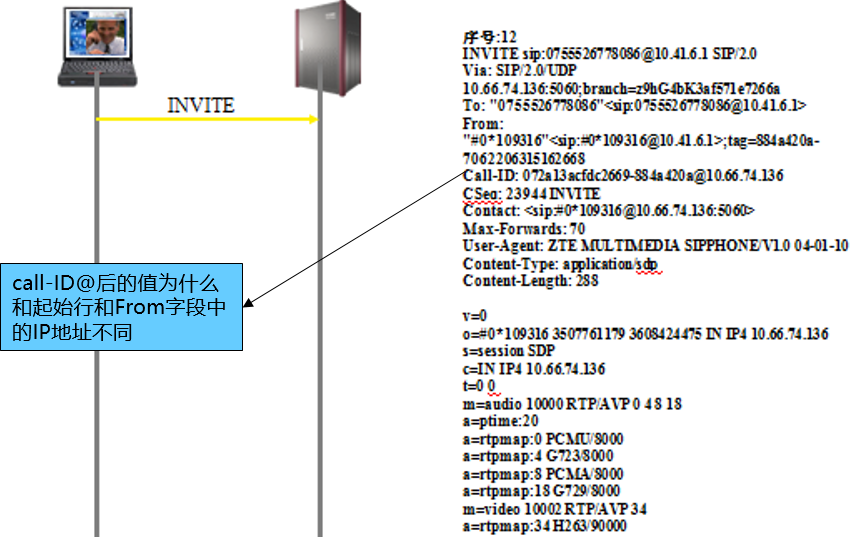 INVITE
call-ID@后的值为什么
和起始行和From字段中
的IP地址不同
序号:12
INVITE sip:0755526778086@10.41.6.1 SIP/2.0
Via: SIP/2.0/UDP
10.66.74.136:5060;branch=z9hG4bK3af571e7266a
To: "0755526778086"<sip:0755526778086@10.41.6.1>
From:
"#0*109316"<sip:#0*109316@10.41.6.1>;tag=884a420a-
7062206315162668
Call-ID: 072a13acfdc2669-884a420a@10.66.74.136
CSeq: 23944 INVITE
Contact: <sip:#0*109316@10.66.74.136:5060>
Max-Forwards: 70
User-Agent: ZTE MULTIMEDIA SIPPHONE/V1.0 04-01-10
Content-Type: application/sdp
Content-Length: 288
v=0
o=#0*109316 3507761179 3608424475 IN IP4 10.66.74.136
s=session SDP
c=IN IP4 10.66.74.136
t=0 0
m=audio 10000 RTP/AVP 0 4 8 18
a=ptime:20
a=rtpmap:0 PCMU/8000
a=rtpmap:4 G723/8000
a=rtpmap:8 PCMA/8000
a=rtpmap:18 G729/8000
m=video 10002 RTP/AVP 34
a=rtpmap:34 H263/90000